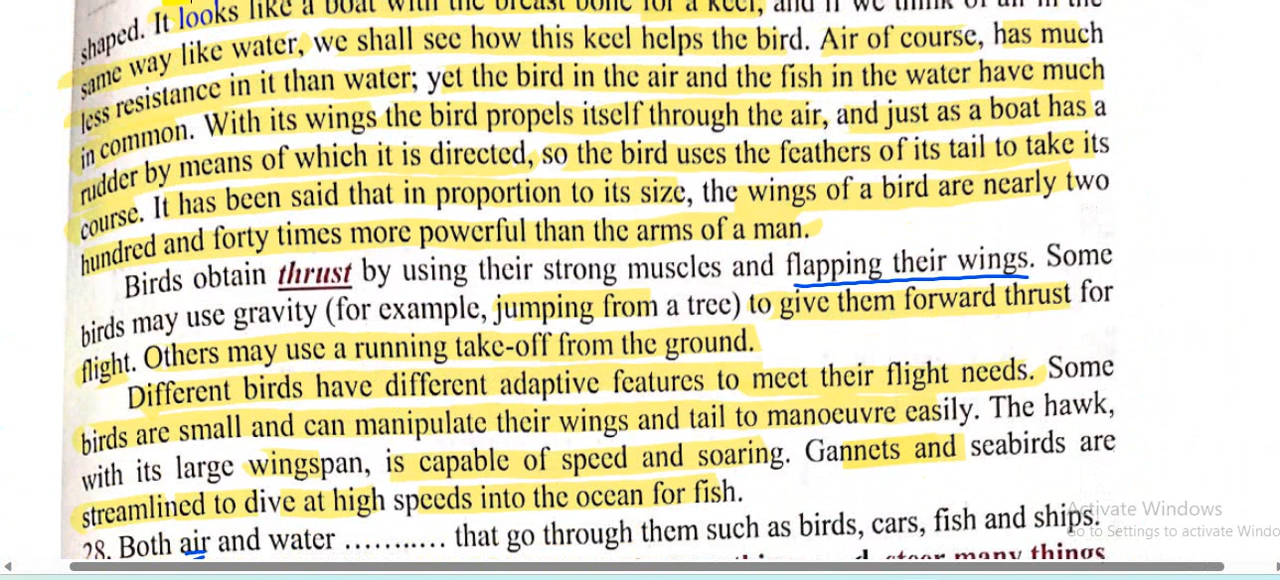 shaped. It looks like a boat with the breast bone for a keel, and if we think of air in the
same way like water, we shall see how this keel helps the bird. Air of course, has much
less resistance in it than water; yet the bird in the air and the fish in the water have much
in common. With its wings the bird propels itself through the air, and just as a boat has a
rudder by means of which it is directed, so the bird uses the feathers of its tail to take its
course. It has been said that in proportion to its size, the wings of a bird are nearly two
hundred and forty times more powerful than the arms of a man.
Birds obtain thrust by using their strong muscles and flapping their wings. Some
birds may use gravity (for example, jumping from a tree) to give them forward thrust for
flight. Others may use a running take-off from the ground.
Different birds have different adaptive features to meet their flight needs. Some
birds are small and can manipulate their wings and tail to manoeuvre easily. The hawk,
with its large wingspan, is capable of speed and soaring. Gannets and seabirds are
streamlined to dive at high speeds into the ocean for fish.
28. Both air and water ........... that go through them such as birds, cars, fish and ships.
steer many things
Activate Windows
Go to Settings to activate Windo